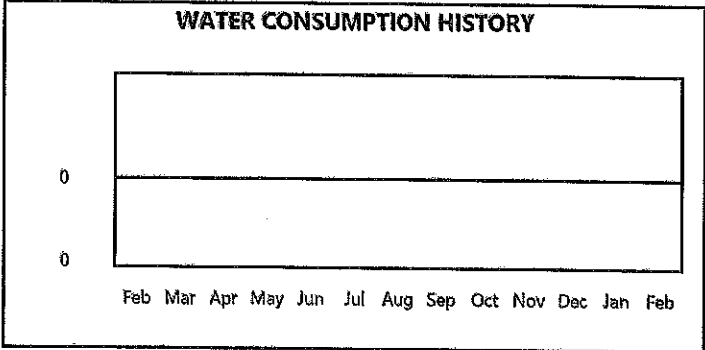 WATER CONSUMPTION HISTORY
0
0
Feb Mar Apr May Jun Jul Aug Sep Oct Nov Dec Jan Feb